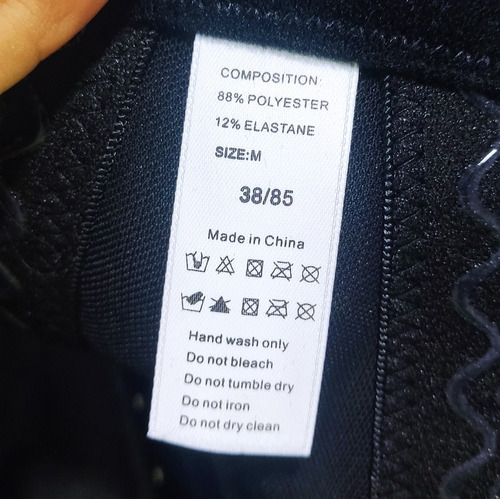 COMPOSITION
88% POLYESTER
12% ELASTANE
SIZE:M
38/85
Made in China
Hand wash only
Do not bleach
Do not tumble dry
Do not iron
Do not dry clean